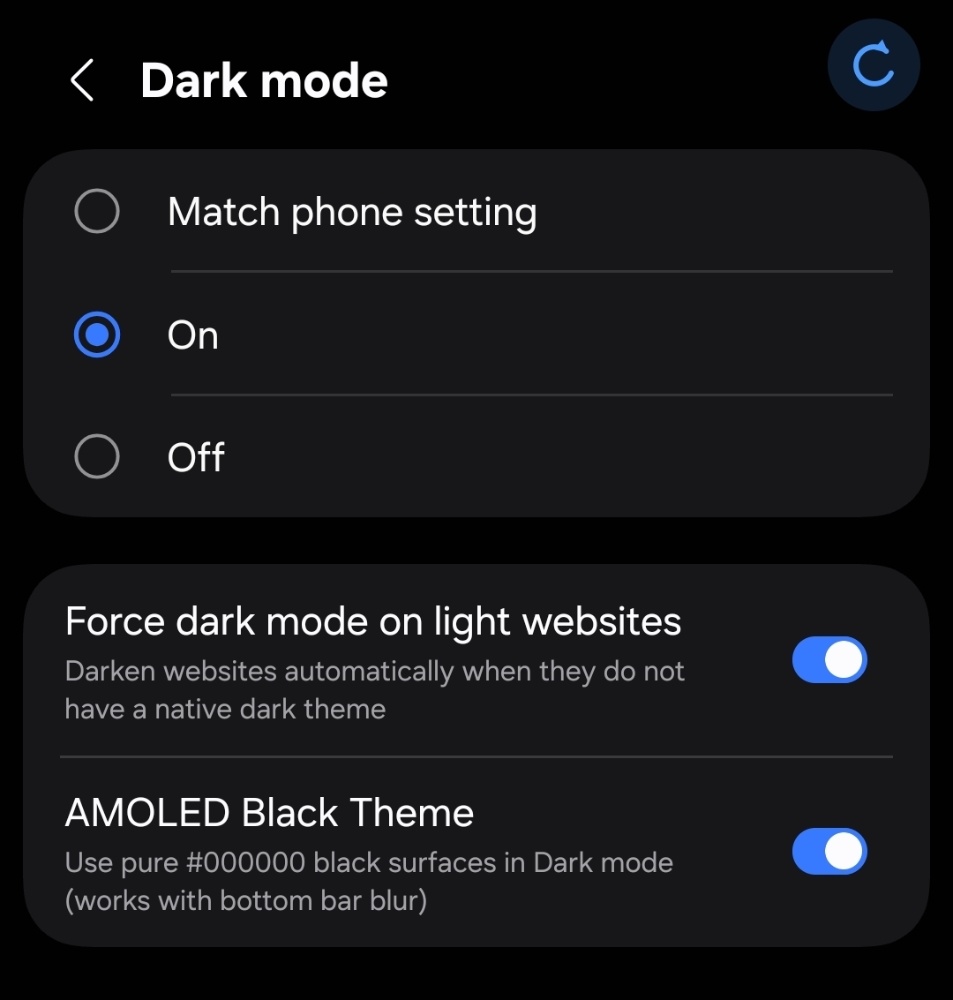 Dark mode
Match phone setting
On
Off
Force dark mode on light websites
Darken websites automatically when they do not
have a native dark theme
AMOLED Black Theme
Use pure #000000 black surfaces in Dark mode
(works with bottom bar blur)